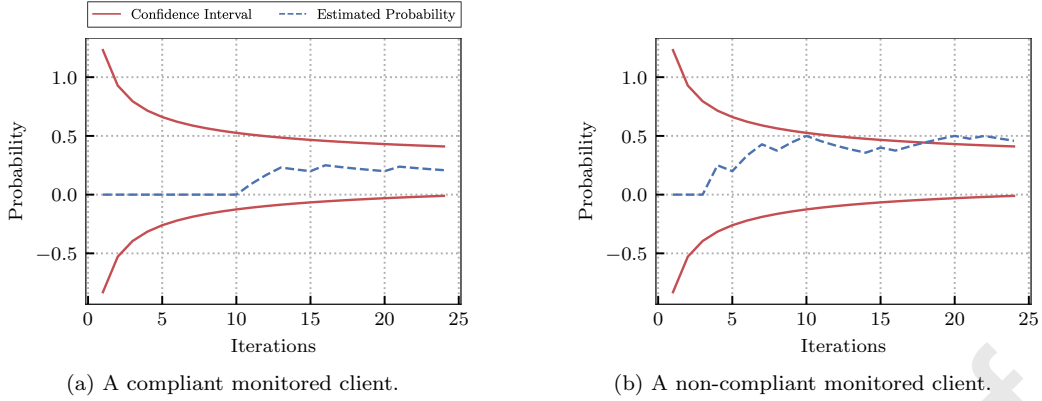 Confidence Interval Estimated Probability
1.0
0.5
0.0
−0.5
Probability
0 5 10 15 20 25
Iterations
(a) A compliant monitored client.
1.0
0.5
0.0
−0.5
Probability
0 5 10 15 20 25
Iterations
(b) A non-compliant monitored client.
f